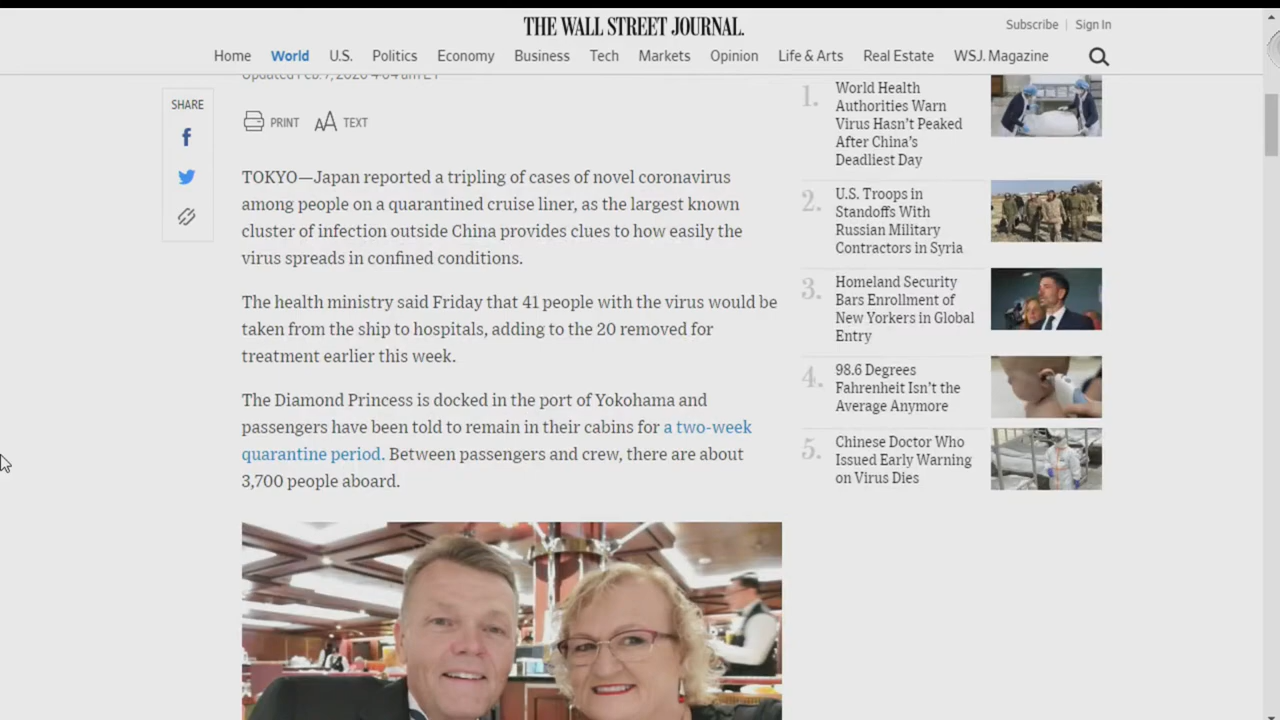 THE WALL STREET JOURNAL.
Subscribe | Sign In
Home World U.S. Politics Economy Business Tech Markets Opinion Life & Arts Real Estate WSJ. Magazine
Updated Feb. 7, 2020 4:04 am ET
SHARE
PRINT TEXT
TOKYO—Japan reported a tripling of cases of novel coronavirus
among people on a quarantined cruise liner, as the largest known
cluster of infection outside China provides clues to how easily the
virus spreads in confined conditions.
The health ministry said Friday that 41 people with the virus would be
taken from the ship to hospitals, adding to the 20 removed for
treatment earlier this week.
The Diamond Princess is docked in the port of Yokohama and
passengers have been told to remain in their cabins for a two-week
quarantine period. Between passengers and crew, there are about
3,700 people aboard.
1. World Health
Authorities Warn
Virus Hasn't Peaked
After China's
Deadliest Day
2. U.S. Troops in
Standoffs With
Russian Military
Contractors in Syria
3. Homeland Security
Bars Enrollment of
New Yorkers in Global
Entry
4. 98.6 Degrees
Fahrenheit Isn't the
Average Anymore
5. Chinese Doctor Who
Issued Early Warning
on Virus Dies